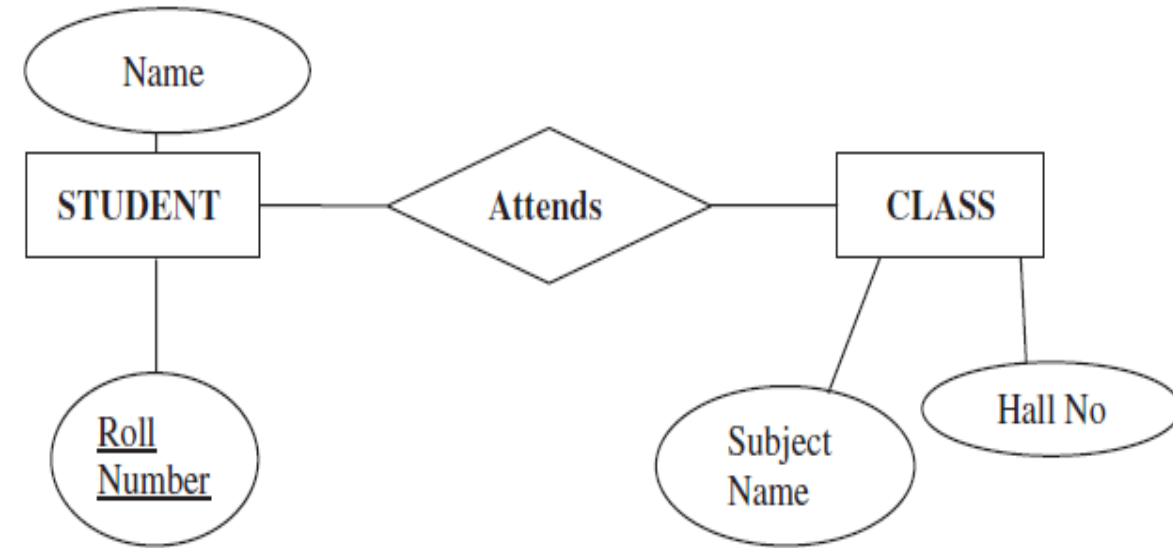 Name
STUDENT
Attends
CLASS
Roll
Number
Subject
Name
Hall No